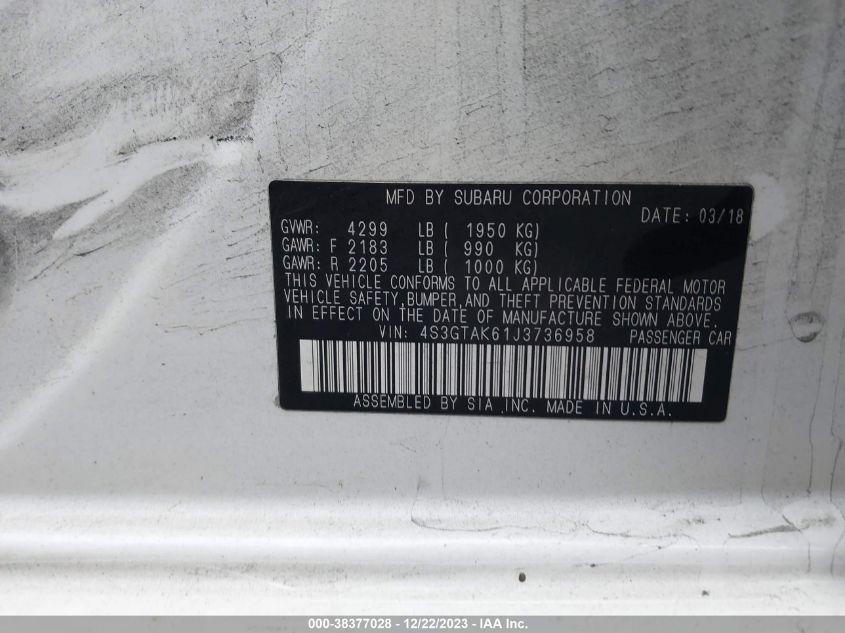 MFD BY SUBARU CORPORATION
DATE: 03/18
GVWR: 4299 LB ( 1950 KG)
GAWR: F 2183 LB ( 990 KG)
GAWR: R 2205 LB ( 1000 KG)
THIS VEHICLE CONFORMS TO ALL APPLICABLE FEDERAL MOTOR
VEHICLE SAFETY,BUMPER,AND THEFT PREVENTION STANDARDS
IN EFFECT ON THE DATE OF MANUFACTURE SHOWN ABOVE.
VIN: 4S3GTAK61J3736958 PASSENGER CAR
ASSEMBLED BY SIA ,INC. MADE IN U.S.A.
000-38377028 - 12/22/2023 - IAA Inc.